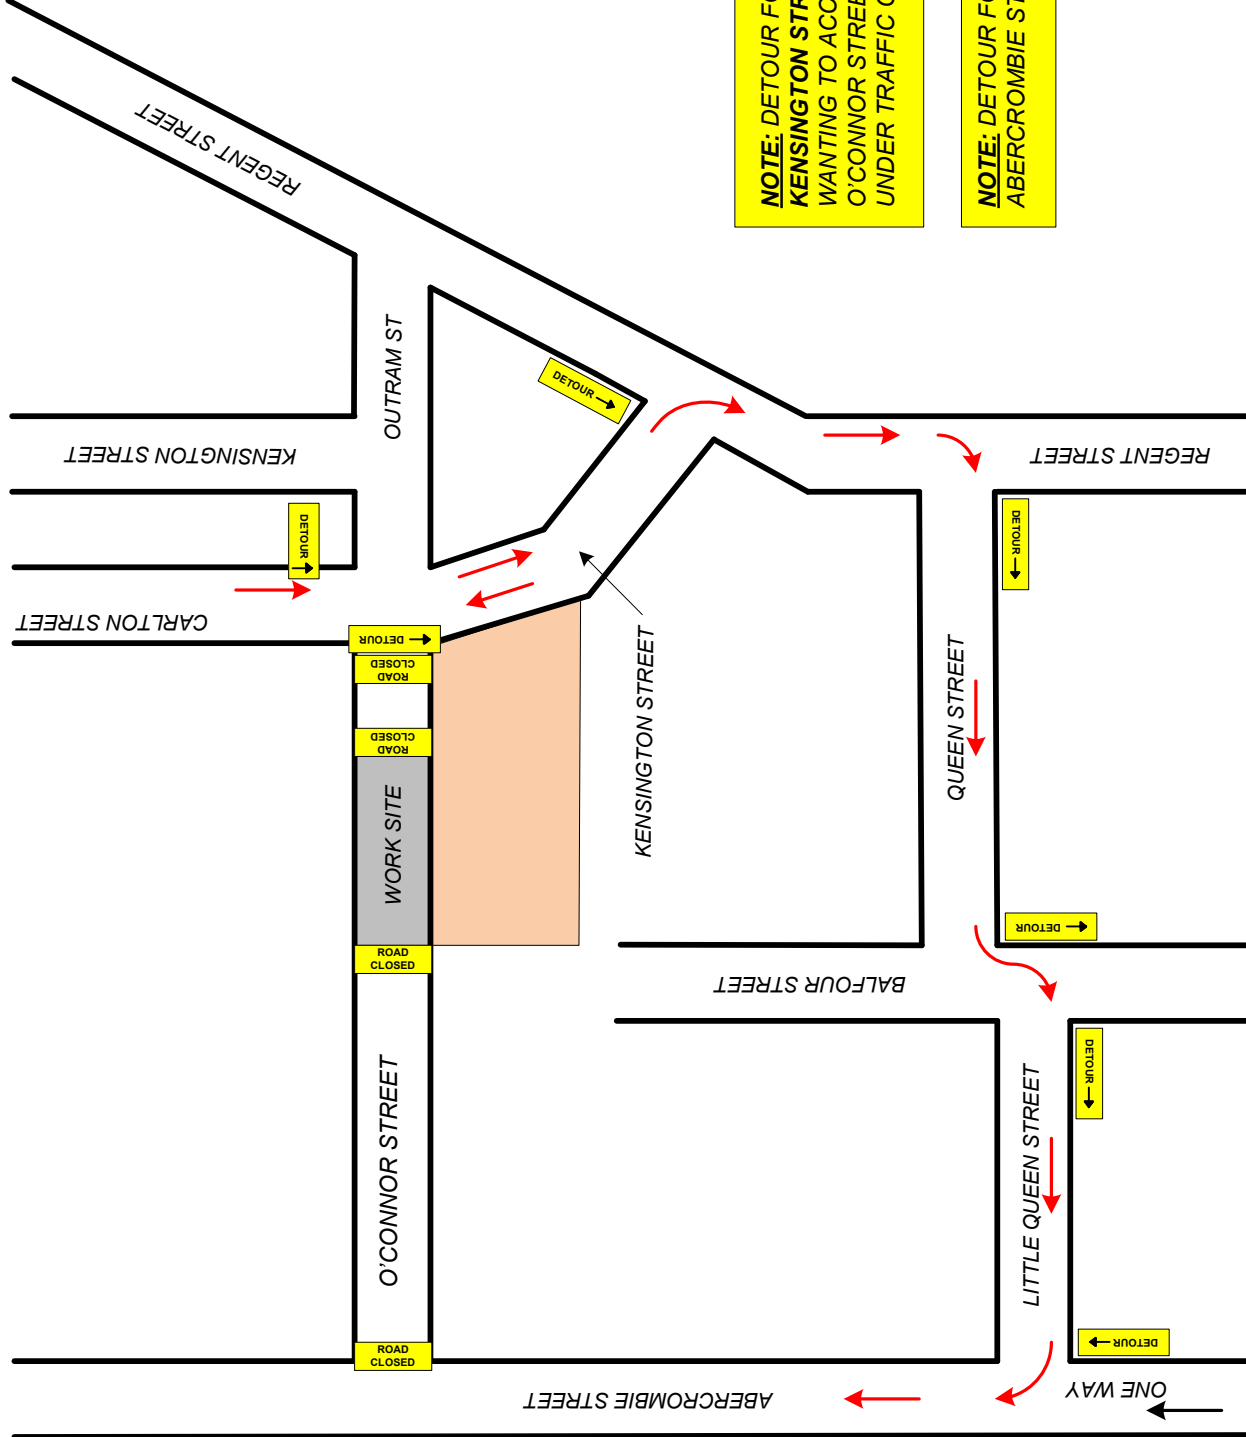 REGENT STREET
OUTRAM ST
KENSINGTON STREET
DETOUR
DETOUR
CARLTON STREET
DETOUR
ROAD
CLOSED
ROAD
CLOSED
WORK SITE
ROAD
CLOSED
O'CONNOR STREET
ROAD
CLOSED
KENSINGTON STREET
REGENT STREET
DETOUR
QUEEN STREET
DETOUR
BALFOUR STREET
DETOUR
LITTLE QUEEN STREET
DETOUR
ABERCROMBIE STREET
ONE WAY
NOTE: DETOUR FO
KENSINGTON STR
WANTING TO ACC
O'CONNOR STREE
UNDER TRAFFIC C
NOTE: DETOUR FO
ABERCROMBIE ST